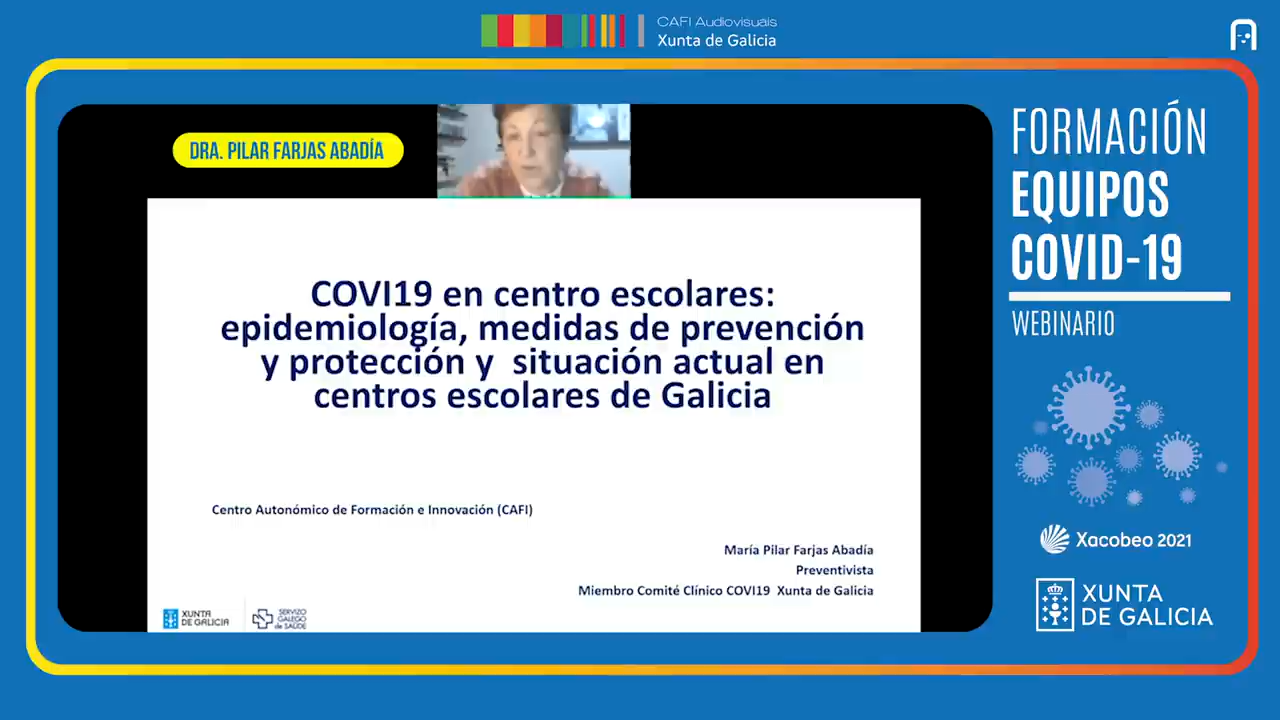 CAFI Audiovisuais
Xunta de Galicia
DRA. PILAR FARJAS ABADÍA
COVI19 en centro escolares:
epidemiología, medidas de prevención
y protección y situación actual en
centros escolares de Galicia
Centro Autonómico de Formación e Innovación (CAFI)
María Pilar Farjas Abadía
Preventivista
Miembro Comité Clínico COVI19 Xunta de Galicia
XUNTA
DE GALICIA
SERVIZO
GALEGO
de SAÚDE
FORMACIÓN
EQUIPOS
COVID-19
WEBINARIO
Xacobeo 2021
XUNTA
DE GALICIA